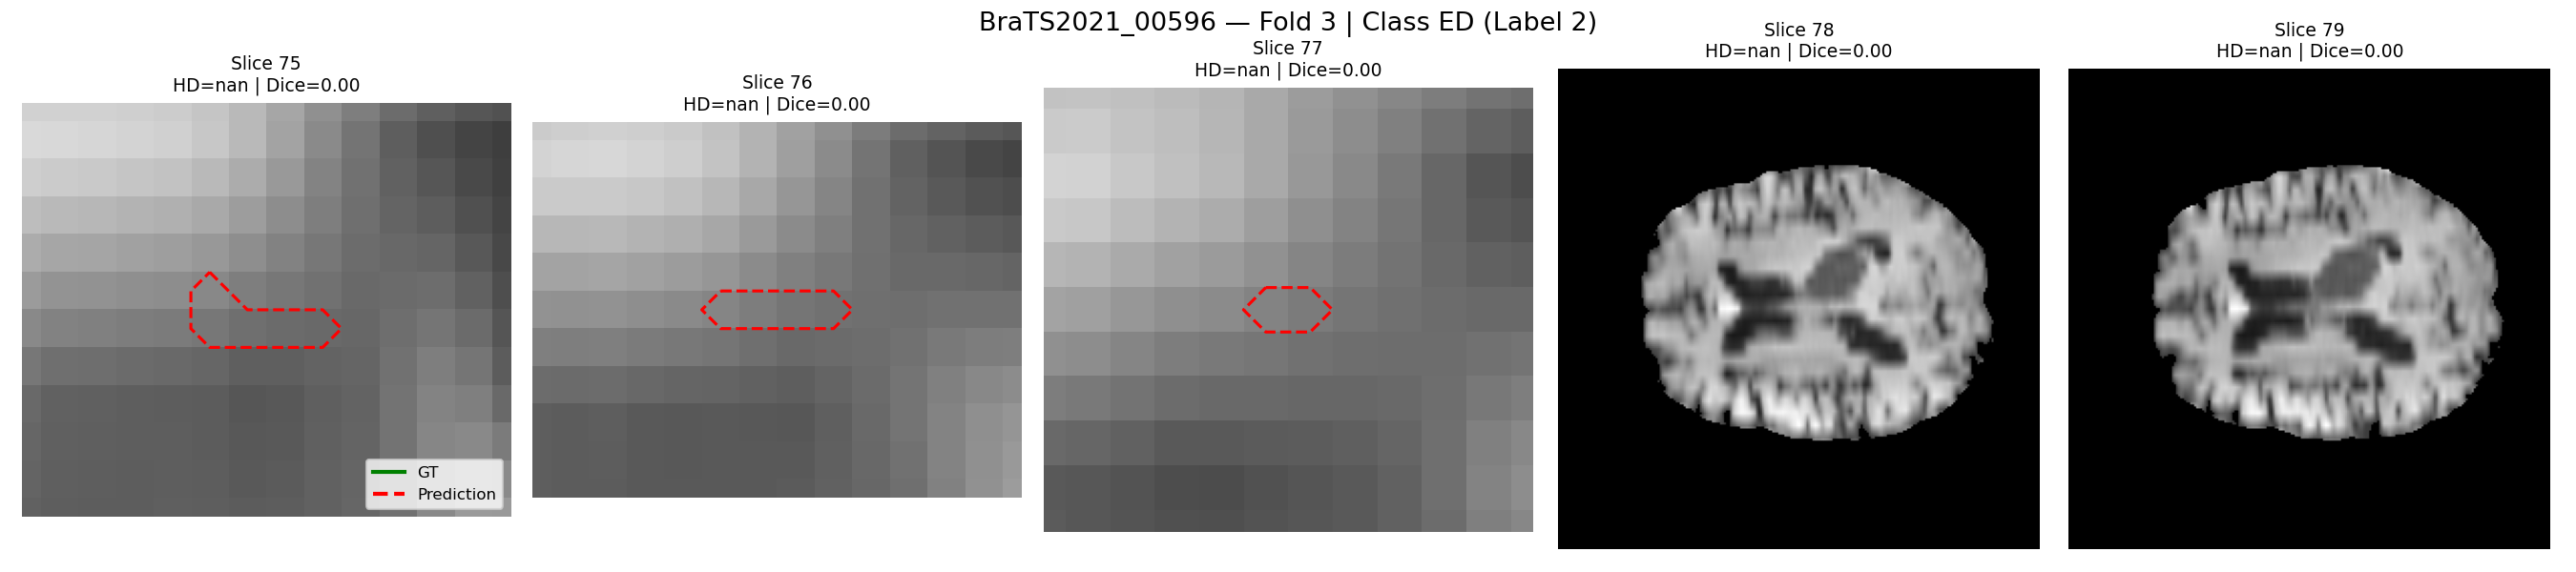 BraTS2021_00596 — Fold 3 | Class ED (Label 2)
Slice 75
HD=nan | Dice=0.00
Slice 76
HD=nan | Dice=0.00
Slice 77
HD=nan | Dice=0.00
Slice 78
HD=nan | Dice=0.00
Slice 79
HD=nan | Dice=0.00
GT
Prediction